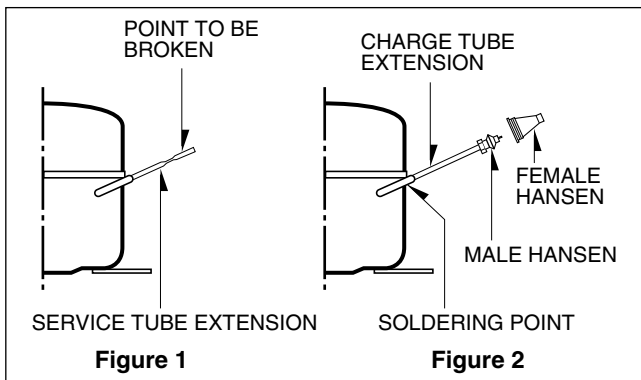 POINT TO BE
BROKEN
SERVICE TUBE EXTENSION
Figure 1
CHARGE TUBE
EXTENSION
FEMALE
HANSEN
MALE HANSEN
SOLDERING POINT
Figure 2